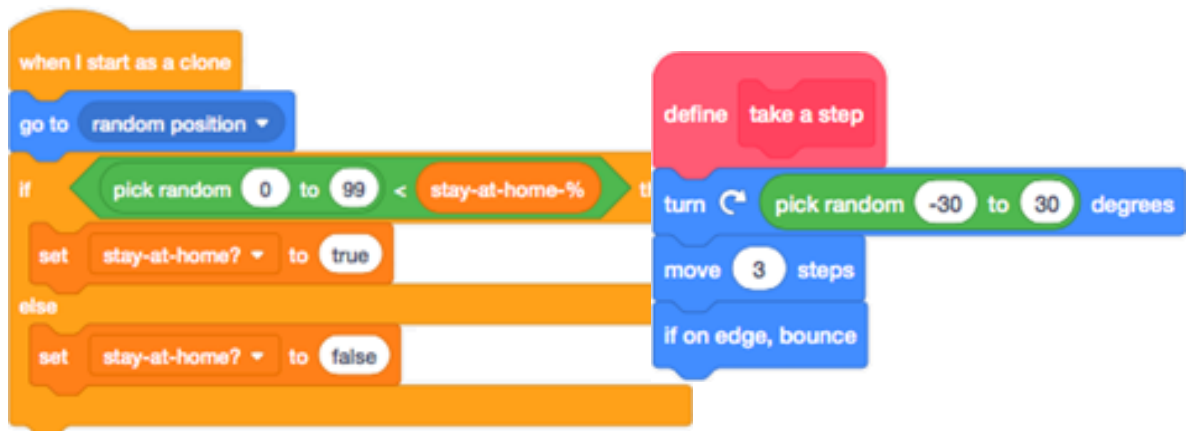 when I start as a clone
go to random position
if pick random 0 to 99 < stay-at-home-%
set stay-at-home? to true
else
set stay-at-home? to false
define take a step
turn pick random -30 to 30 degrees
move 3 steps
if on edge, bounce